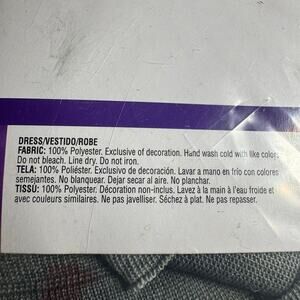 DRESS/VESTIDO/ROBE
FABRIC: 100% Polyester. Exclusive of decoration. Hand wash cold with like colors.
Do not bleach. Line dry. Do not iron.
TELA: 100% Poliéster. Exclusivo de decoración. Lavar a mano en frío con colores
semejantes. No blanquear. Dejar secar al aire. No planchar.
TISSU: 100% Polyester. Décoration non-inclus. Lavez à la main à l'eau froide et
avec couleurs similaires. Ne pas javelliser. Séchez à plat. Ne pas repasser.